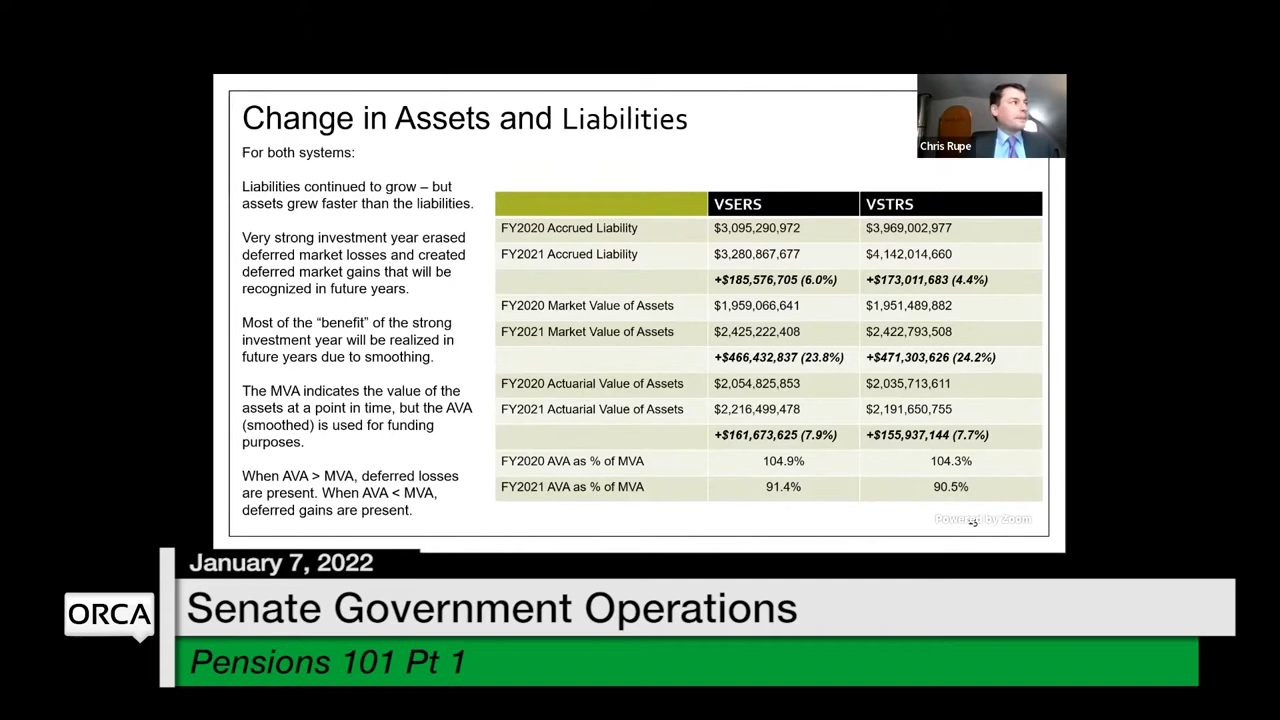 Change in Assets and Liabilities
Chris Rupe
For both systems:
Liabilities continued to grow – but
assets grew faster than the liabilities.
Very strong investment year erased
deferred market losses and created
deferred market gains that will be
recognized in future years.
Most of the “benefit” of the strong
investment year will be realized in
future years due to smoothing.
The MVA indicates the value of the
assets at a point in time, but the AVA
(smoothed) is used for funding
purposes.
When AVA > MVA, deferred losses
are present. When AVA < MVA,
deferred gains are present.
VSERS VSTRS
FY2020 Accrued Liability $3,095,290,972 $3,969,002,977
FY2021 Accrued Liability $3,280,867,677 $4,142,014,660
+$185,576,705 (6.0%) +$173,011,683 (4.4%)
FY2020 Market Value of Assets $1,959,066,641 $1,951,489,882
FY2021 Market Value of Assets $2,425,222,408 $2,422,793,508
+$466,432,837 (23.8%) +$471,303,626 (24.2%)
FY2020 Actuarial Value of Assets $2,054,825,853 $2,035,713,611
FY2021 Actuarial Value of Assets $2,216,499,478 $2,191,650,755
+$161,673,625 (7.9%) +$155,937,144 (7.7%)
FY2020 AVA as % of MVA 104.9% 104.3%
FY2021 AVA as % of MVA 91.4% 90.5%
Powered by Zoom
January 7, 2022
ORCA
Senate Government Operations
Pensions 101 Pt 1